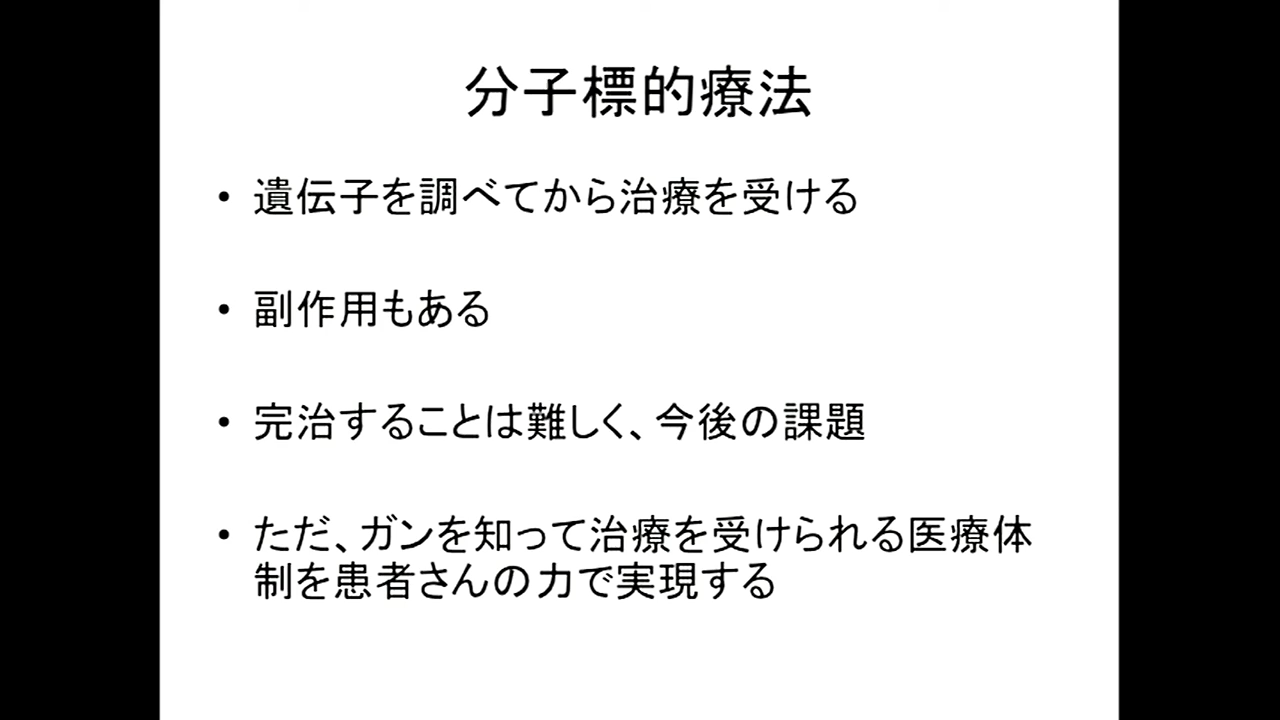 分子標的療法
• 遺伝子を調べてから治療を受ける
• 副作用もある
• 完治することは難しく、今後の課題
• ただ、ガンを知って治療を受けられる医療体
制を患者さんの力で実現する